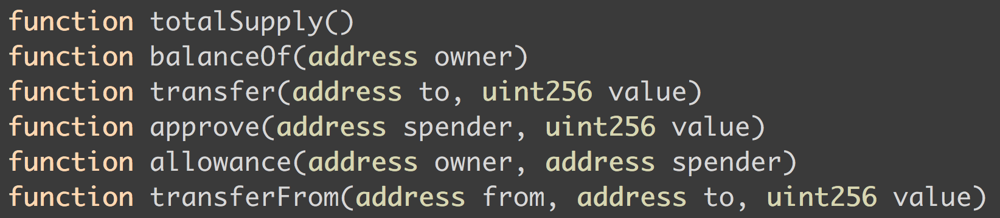 function totalSupply()
function balanceOf(address owner)
function transfer(address to, uint256 value)
function approve(address spender, uint256 value)
function allowance(address owner, address spender)
function transferFrom(address from, address to, uint256 value)